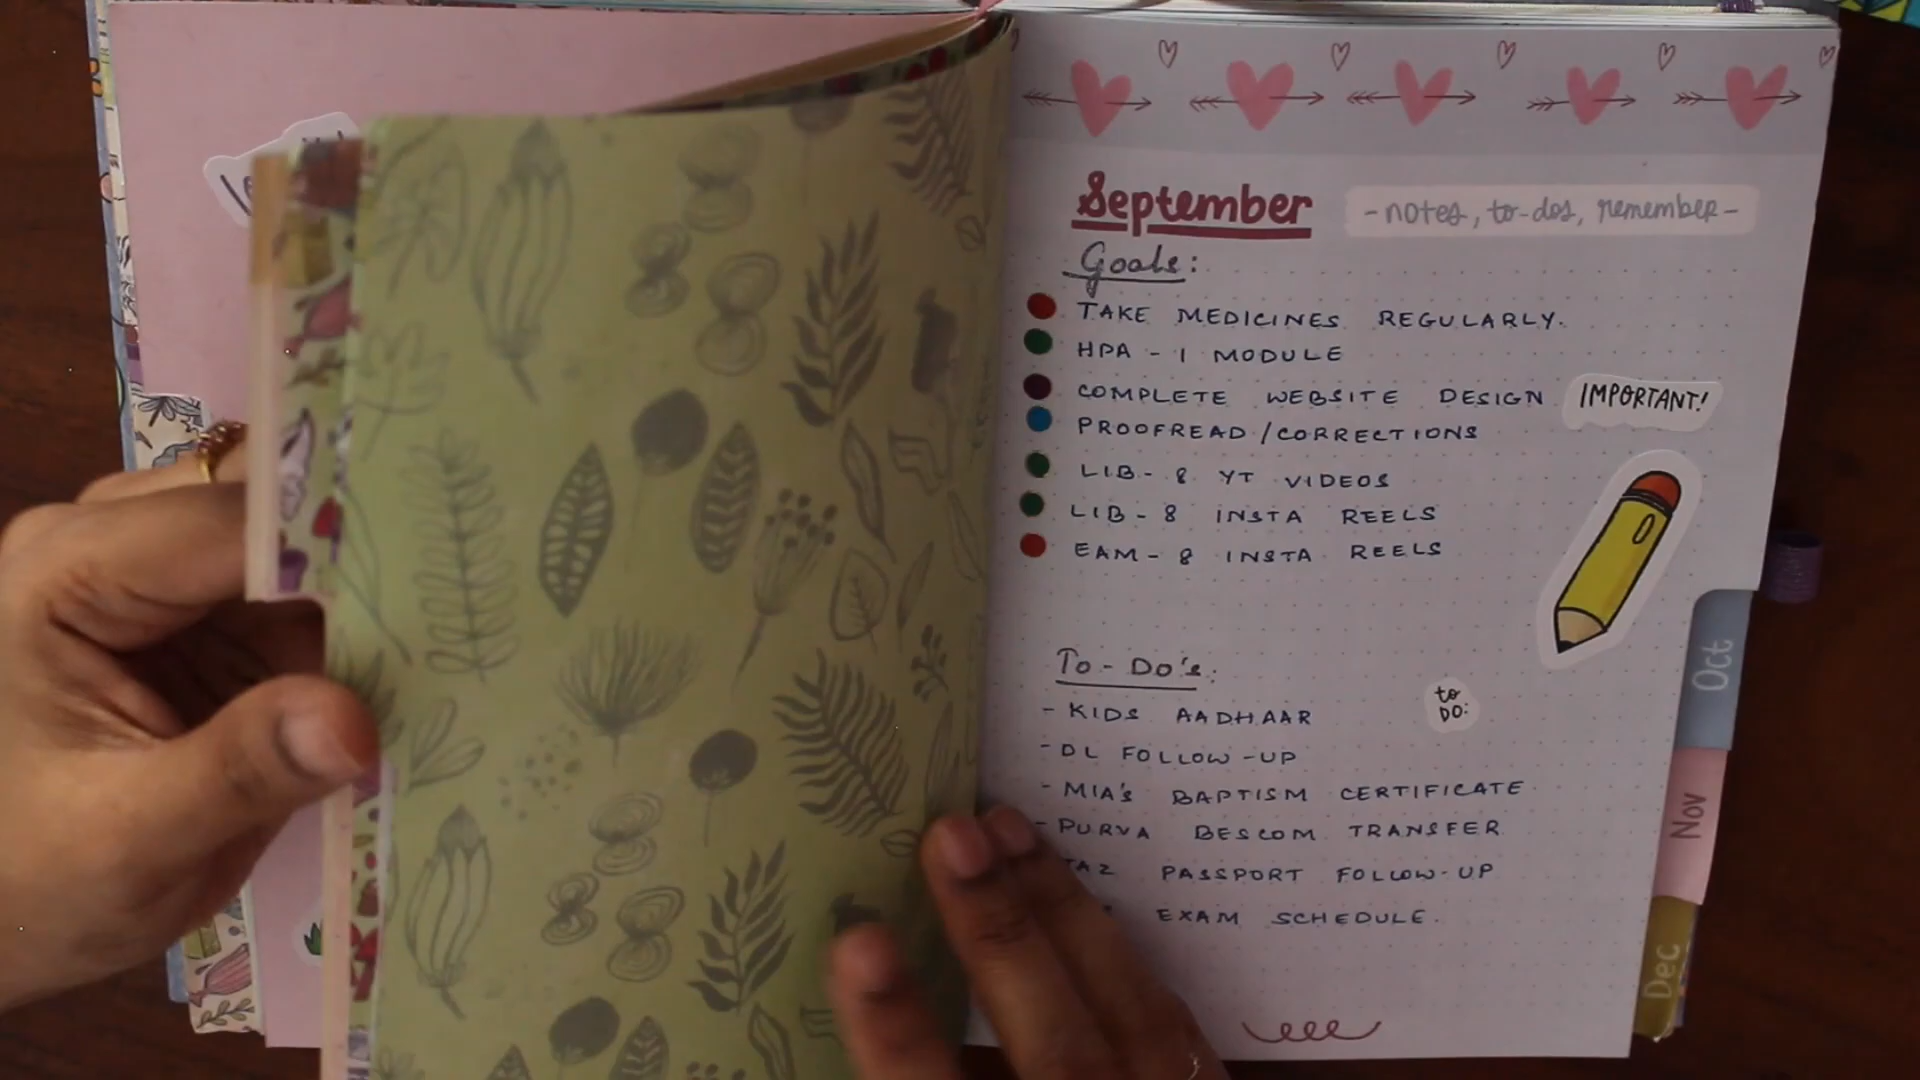 September
-notes, to-dos, remember-
Goals:
TAKE MEDICINES REGULARLY.
HPA - 1 MODULE
COMPLETE WEBSITE DESIGN
IMPORTANT!
PROOFREAD/CORRECTIONS
LIB - 8 YT VIDEOS
LIB - 8 INSTA REELS
EAM - 8 INSTA REELS
To-Do's:
to
DO:
- KIDS AADHAAR
- DL FOLLOW-UP
- MIA'S BAPTISM CERTIFICATE
- PURVA BESCOM TRANSFER
PASSPORT FOLLOW-UP
EXAM SCHEDULE.
Oct
Nov
Dec